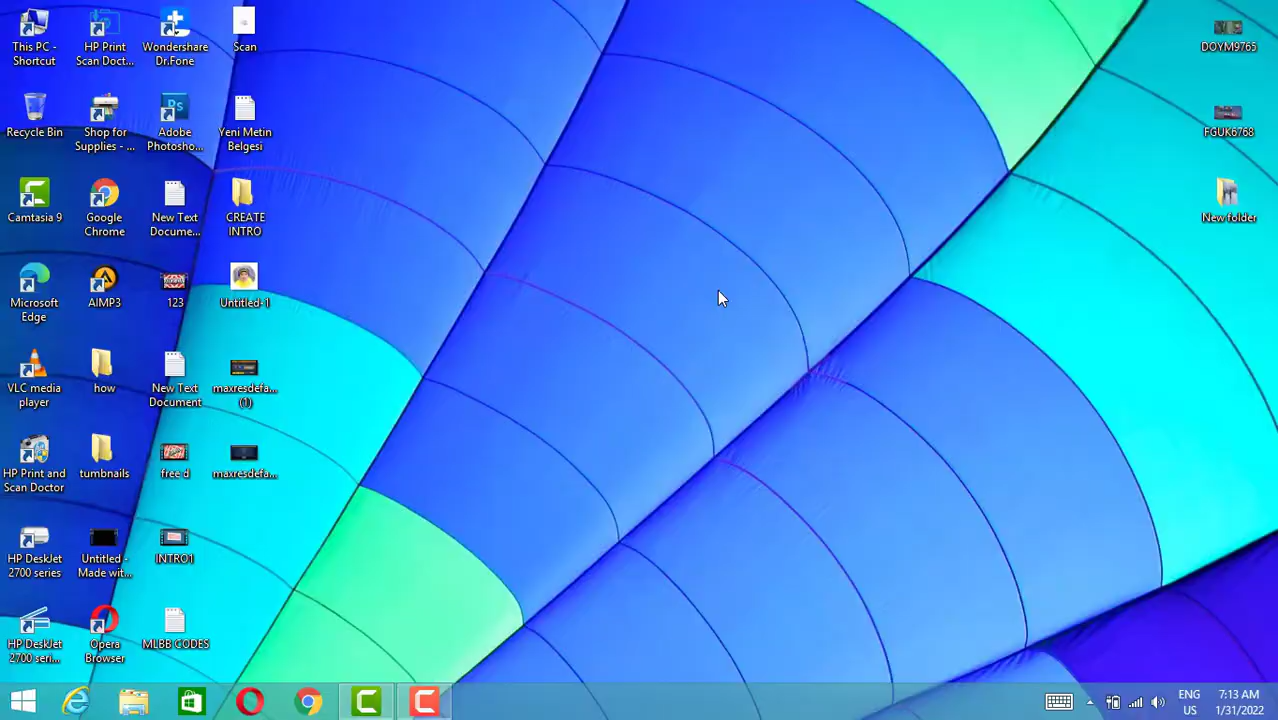 This PC -
Shortcut
HP Print
Scan Doct...
Wondershare
Dr.Fone
Scan
DOYM9765
Recycle Bin
Shop for
Supplies - ...
Adobe
Photosho...
Yeni Metin
Belgesi
FGUK6768
Camtasia 9
Google
Chrome
New Text
Docume...
CREATE
INTRO
New folder
Microsoft
Edge
AIMP3
123
Untitled-1
VLC media
player
how
New Text
Document
maxresdefa...
(1)
HP Print and
Scan Doctor
tumbnails
free d
maxresdefa...
HP DeskJet
2700 series
Untitled -
Made wit...
INTRO1
HP DeskJet
2700 seri...
Opera
Browser
MLBB CODES
ENG
US
7:13 AM
1/31/2022